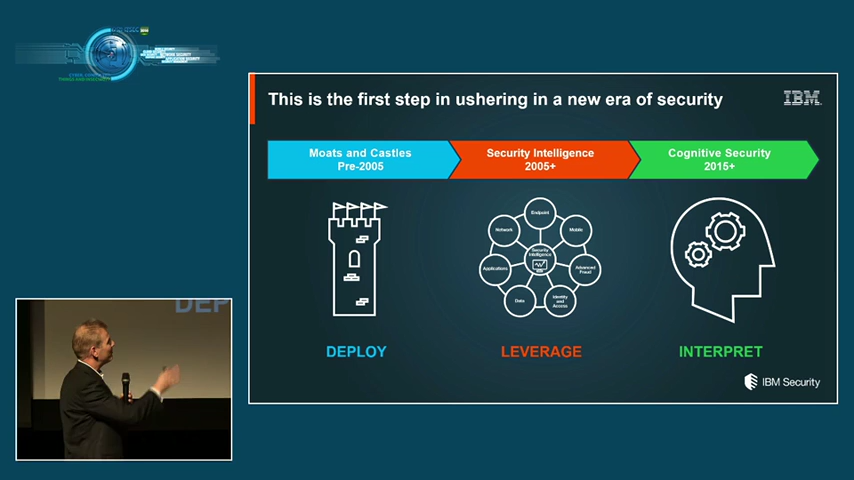 This is the first step in ushering in a new era of security
IBM
Moats and Castles
Pre-2005
Security Intelligence
2005+
Cognitive Security
2015+
Endpoint
Network
Mobile
Security
Intelligence
Applications
Advanced
Fraud
Data
Identity
and
Access
DEPLOY
LEVERAGE
INTERPRET
IBM Security
DEP